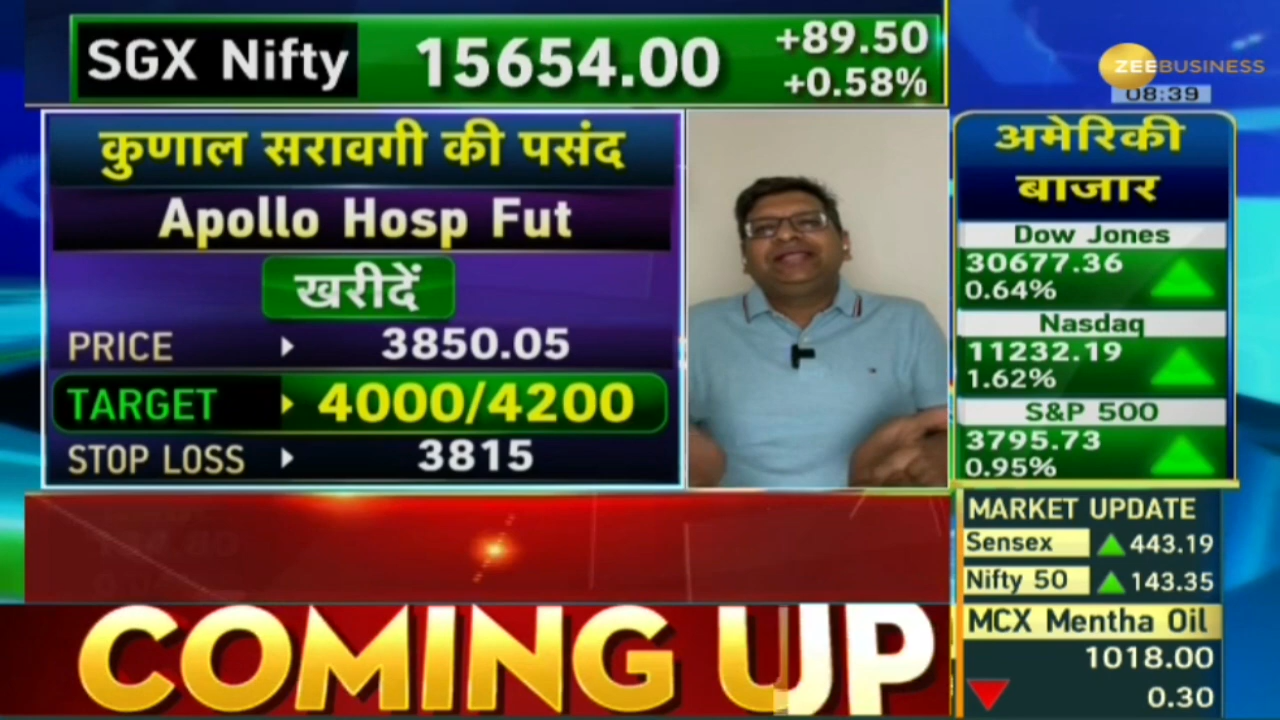 SGX Nifty 15654.00 +89.50
+0.58%
ZEEBUSINESS
08:39
कुणाल सरावगी की पसंद
Apollo Hosp Fut
खरीदें
PRICE 3850.05
TARGET 4000/4200
STOP LOSS 3815
अमेरिकी
बाजार
Dow Jones
30677.36
0.64%
Nasdaq
11232.19
1.62%
S&P 500
3795.73
0.95%
MARKET UPDATE
Sensex 443.19
Nifty 50 143.35
MCX Mentha Oil
1018.00
0.30
COMING UP